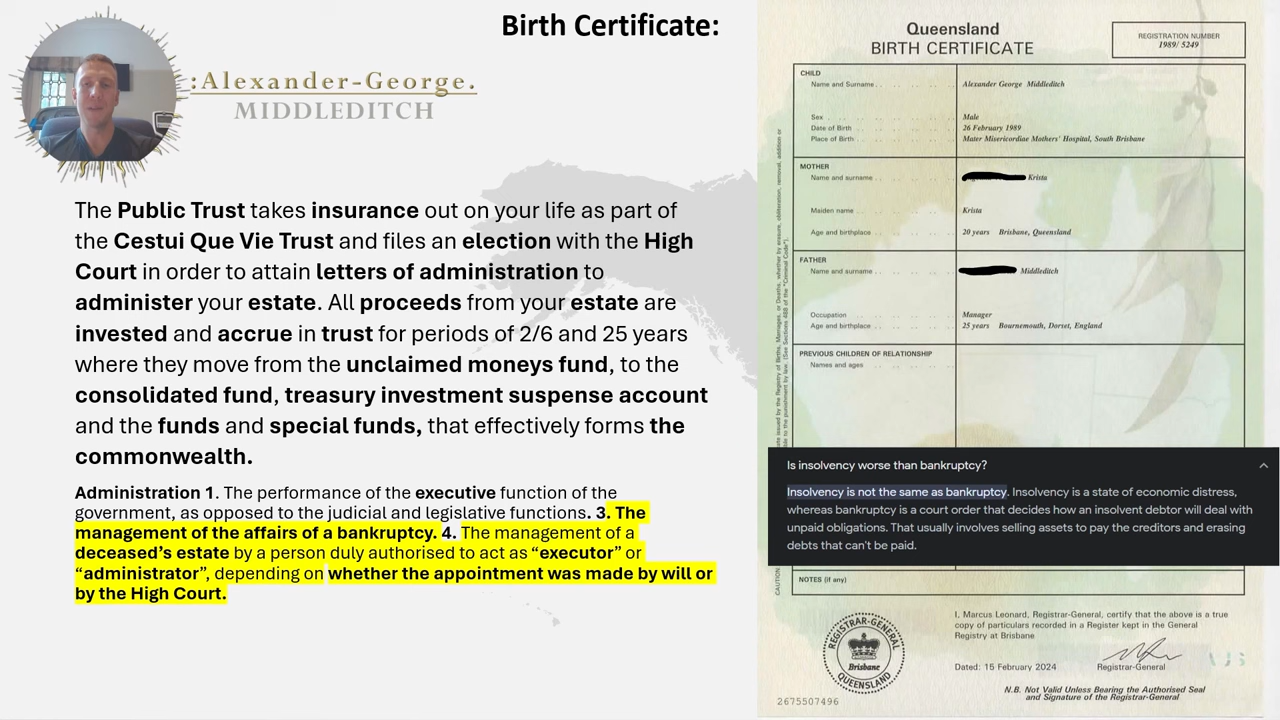 Birth Certificate:
:Alexander-George.
MIDDLEDITCH
The Public Trust takes insurance out on your life as part of
the Cestui Que Vie Trust and files an election with the High
Court in order to attain letters of administration to
administer your estate. All proceeds from your estate are
invested and accrue in trust for periods of 2/6 and 25 years
where they move from the unclaimed moneys fund, to the
consolidated fund, treasury investment suspense account
and the funds and special funds, that effectively forms the
commonwealth.
Administration 1. The performance of the executive function of the
government, as opposed to the judicial and legislative functions. 3. The
management of the affairs of a bankruptcy. 4. The management of a
deceased's estate by a person duly authorised to act as “executor” or
“administrator”, depending on whether the appointment was made by will or
by the High Court.
Queensland
BIRTH CERTIFICATE
REGISTRATION NUMBER
1989/ 5249
CHILD
Name and Surname . . Alexander George Middleditch
Sex . Male
Date of Birth 26 February 1989
Place of Birth Mater Misericordiae Mothers' Hospital, South Brisbane
MOTHER
Name and surname . . Krista
Maiden name Krista
Age and birthplace 20 years Brisbane, Queensland
FATHER
Name and surname Middleditch
Occupation Manager
Age and birthplace 25 years Bournemouth, Dorset, England
PREVIOUS CHILDREN OF RELATIONSHIP
Names and ages
Is insolvency worse than bankruptcy?
Insolvency is not the same as bankruptcy. Insolvency is a state of economic distress,
whereas bankruptcy is a court order that decides how an insolvent debtor will deal with
unpaid obligations. That usually involves selling assets to pay the creditors and erasing
debts that can't be paid.
NOTES (if any)
I, Marcus Leonard, Registrar-General, certify that the above is a true
copy of particulars recorded in a Register kept in the General
Registry at Brisbane
REGISTRAR-GENERAL
Brisbane
QUEENSLAND
Dated: 15 February 2024 Registrar-General
N.B. Not Valid Unless Bearing the Authorised Seal
and Signature of the Registrar-General
2675507496